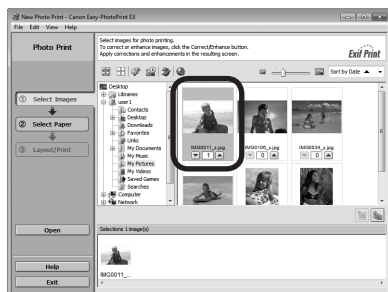 New Photo Print - Canon Easy-PhotoPrint EX
File Edit View Help
Photo Print
Select images for photo printing.
To correct or enhance images, click the Correct/Enhance button.
Apply corrections and enhancements in the resulting screen.
Exif Print
Sort by Date
1 Select Images
2 Select Paper
3 Layout/Print
Desktop
Libraries
user1
Contacts
Desktop
Downloads
Favorites
Links
My Documents
My Music
My Pictures
My Videos
Saved Games
Searches
Computer
Network
IMG0011_s.jpg
1
IMG0100_s.jpg
0
IMG0034_s.jpg
0
Open
Selections 1 image(s)
IMG0011_...
Help
Exit